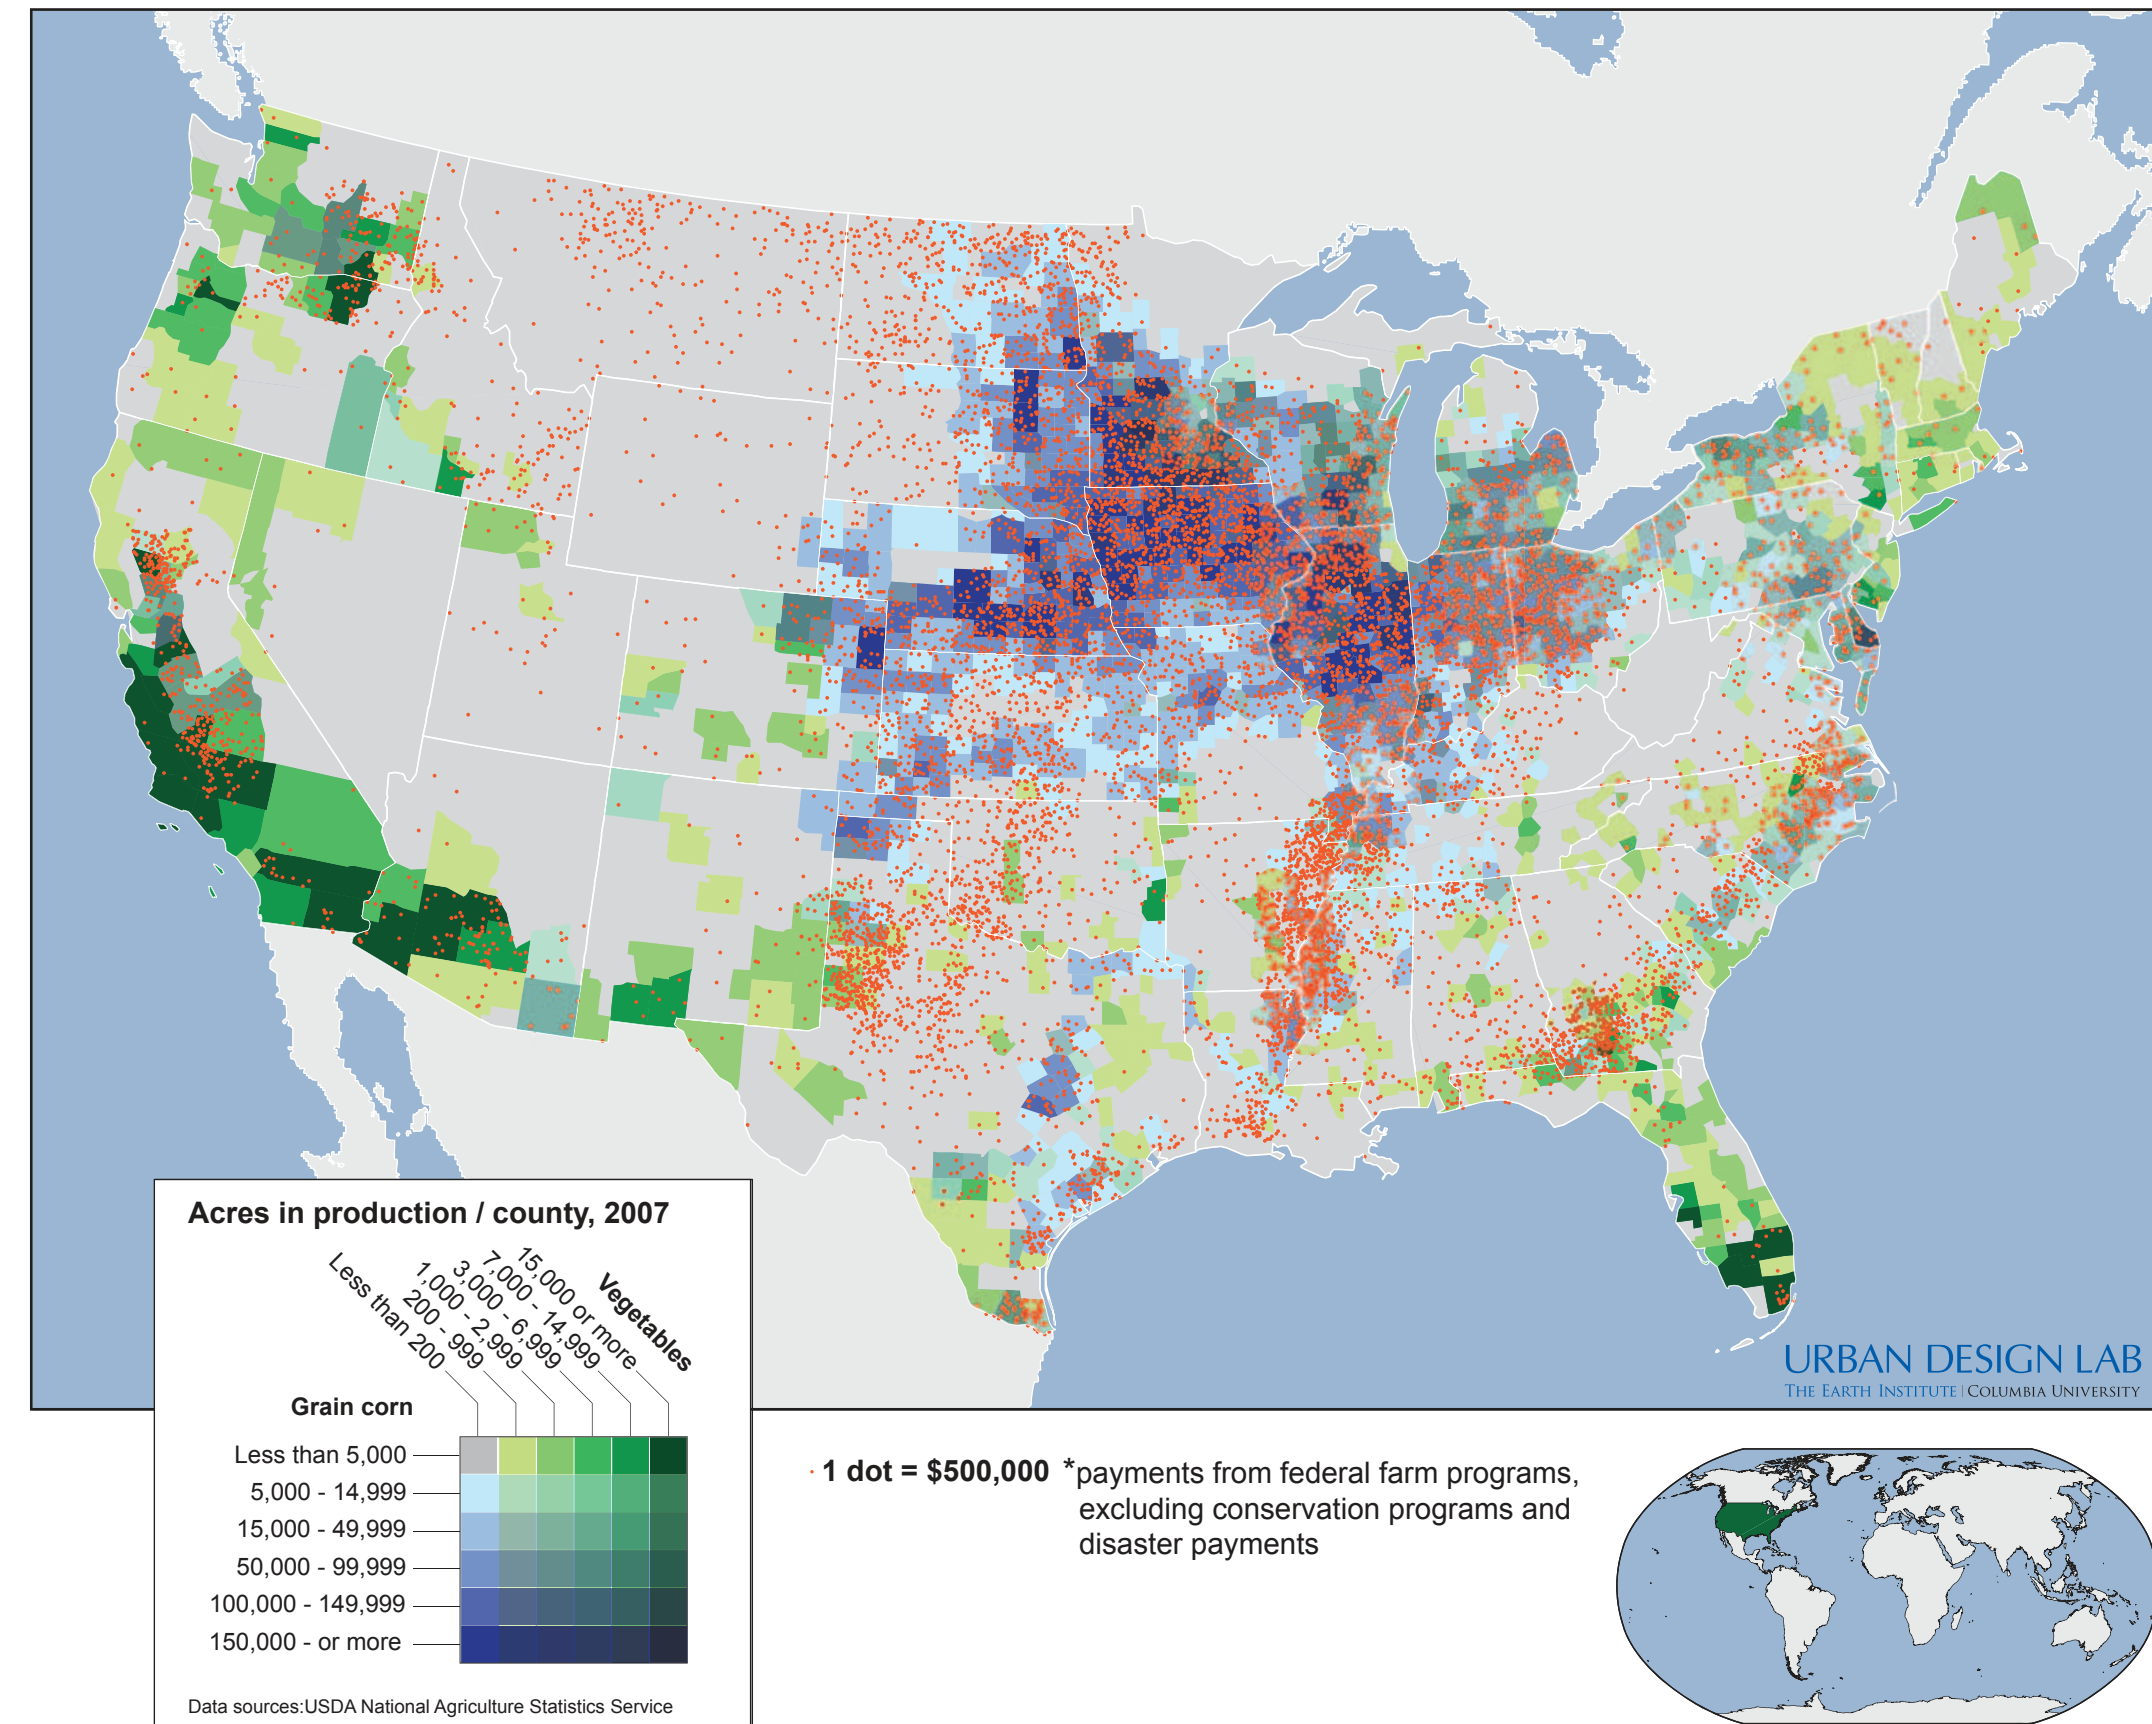 URBAN DESIGN LAB
THE EARTH INSTITUTE | COLUMBIA UNIVERSITY
Acres in production / county, 2007
Less than 200
200 - 999
1,000 - 2,999
3,000 - 6,999
7,000 - 14,999
15,000 or more
Vegetables
Grain corn
Less than 5,000
5,000 - 14,999
15,000 - 49,999
50,000 - 99,999
100,000 - 149,999
150,000 - or more
Data sources:USDA National Agriculture Statistics Service
1 dot = $500,000 *payments from federal farm programs,
excluding conservation programs and
disaster payments